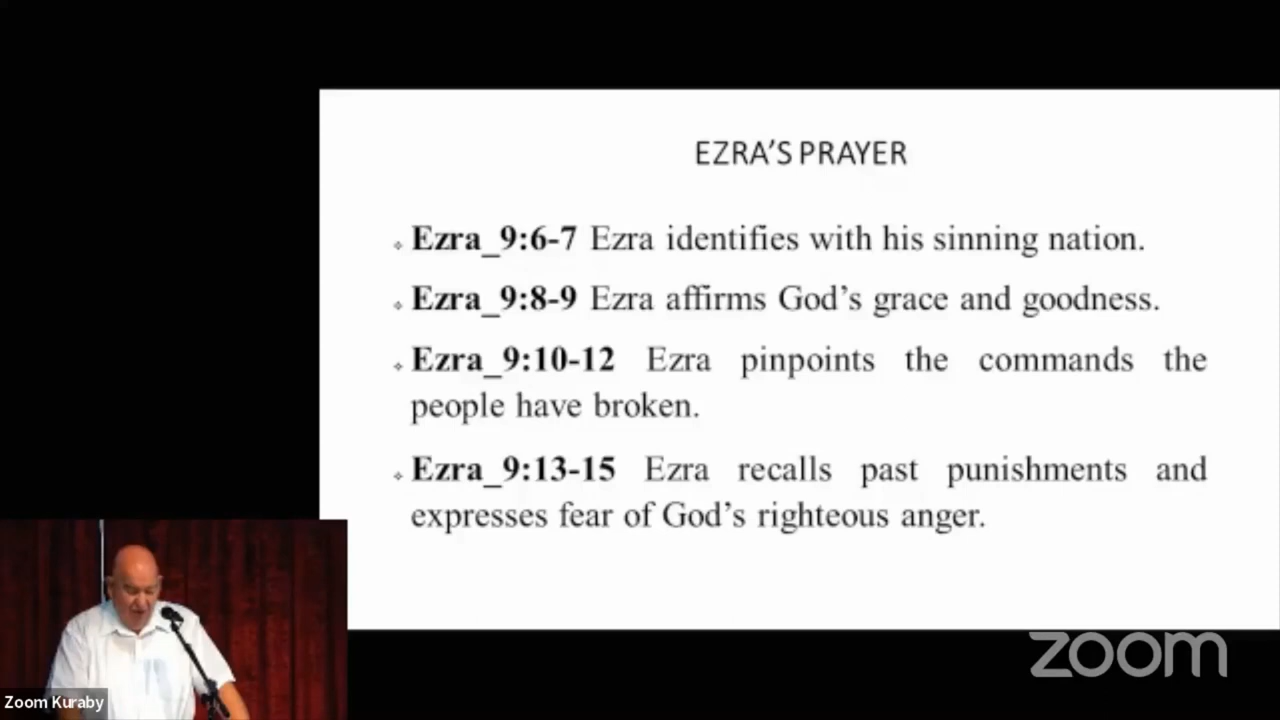 EZRA'S PRAYER
Ezra_9:6-7 Ezra identifies with his sinning nation.
Ezra_9:8-9 Ezra affirms God's grace and goodness.
Ezra_9:10-12 Ezra pinpoints the commands the
people have broken.
Ezra_9:13-15 Ezra recalls past punishments and
expresses fear of God's righteous anger.
zoom
Zoom Kuraby